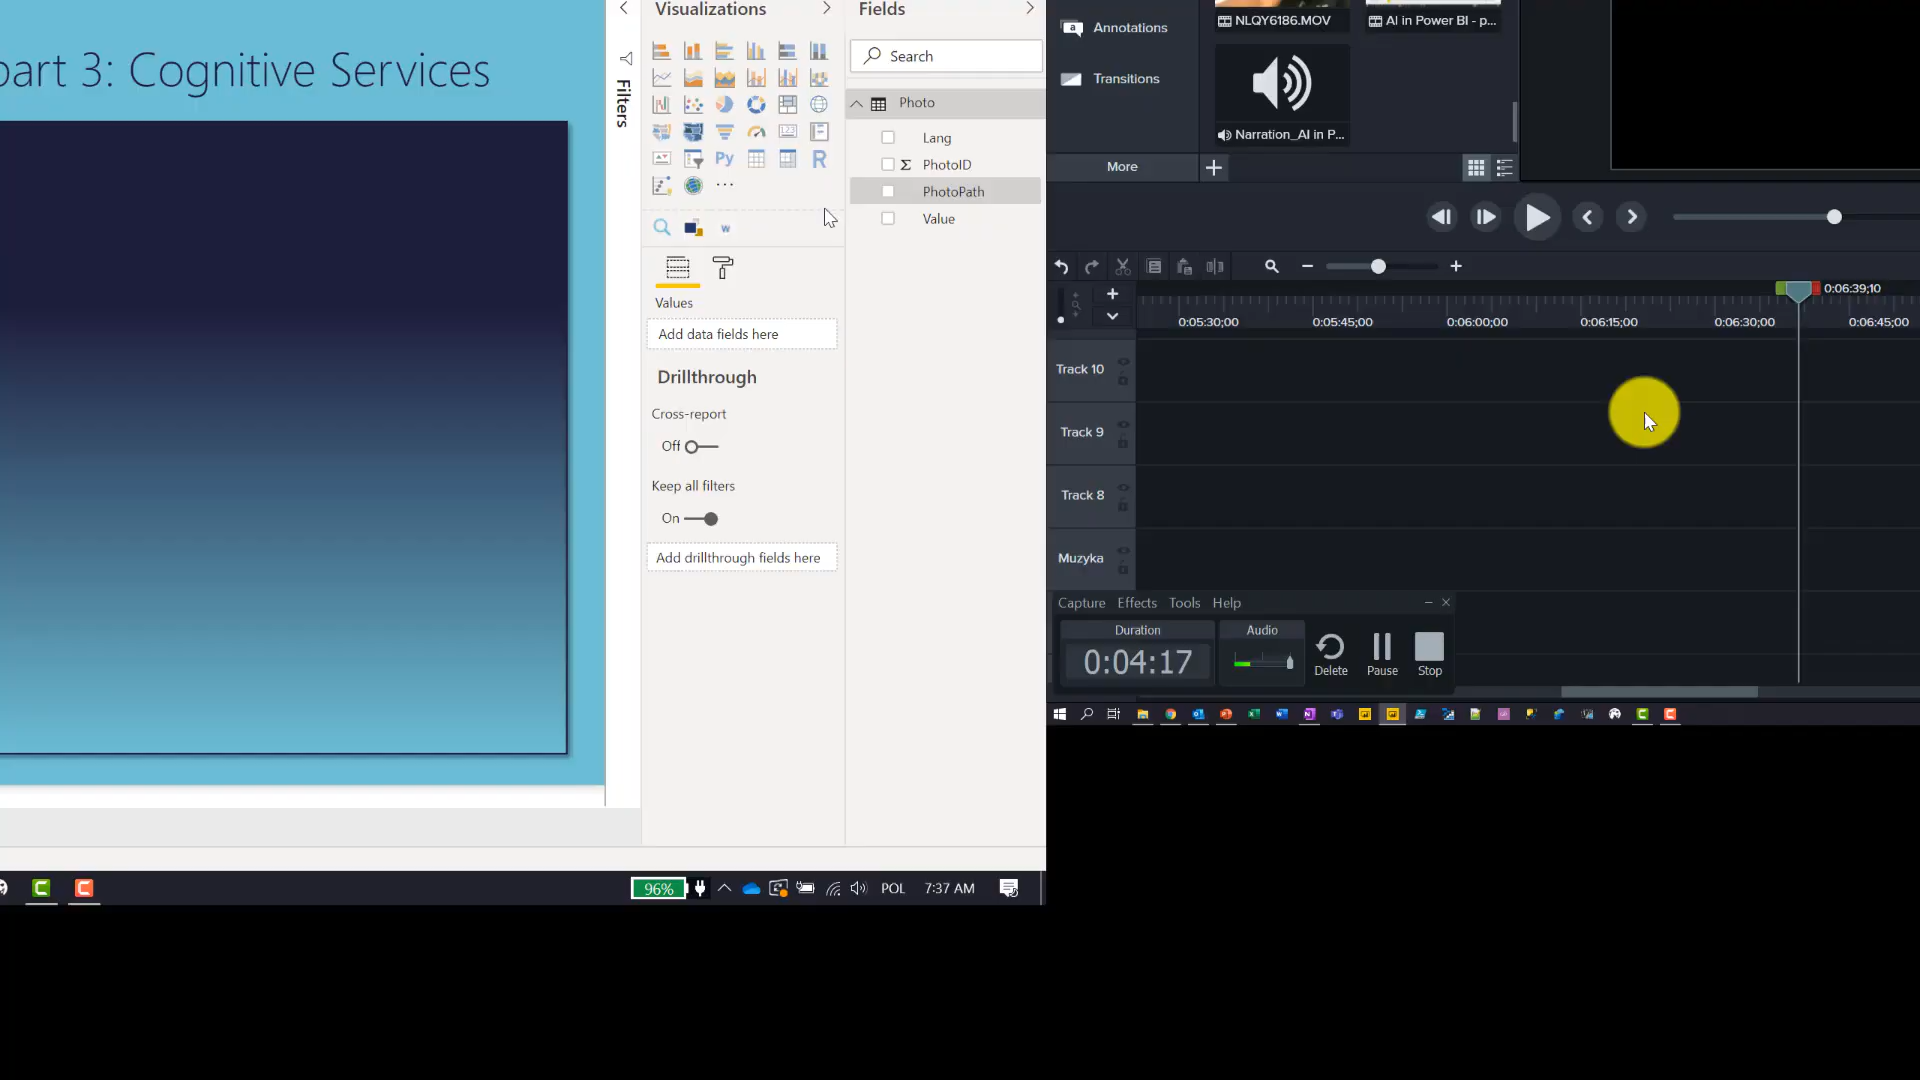 part 3: Cognitive Services
Filters
Visualizations
Py
R
123
w
Values
Add data fields here
Drillthrough
Cross-report
Off
Keep all filters
On
Add drillthrough fields here
Fields
Search
Photo
Lang
Σ PhotoID
PhotoPath
Value
96%
POL
7:37 AM
Annotations
Transitions
More
NLQY6186.MOV
AI in Power BI - p...
Narration_AI in P...
0:06:39;10
0:05:30;00
0:05:45;00
0:06:00;00
0:06:15;00
0:06:30;00
0:06:45;00
Track 10
Track 9
Track 8
Muzyka
Capture Effects Tools Help
Duration
0:04:17
Audio
Delete
Pause
Stop